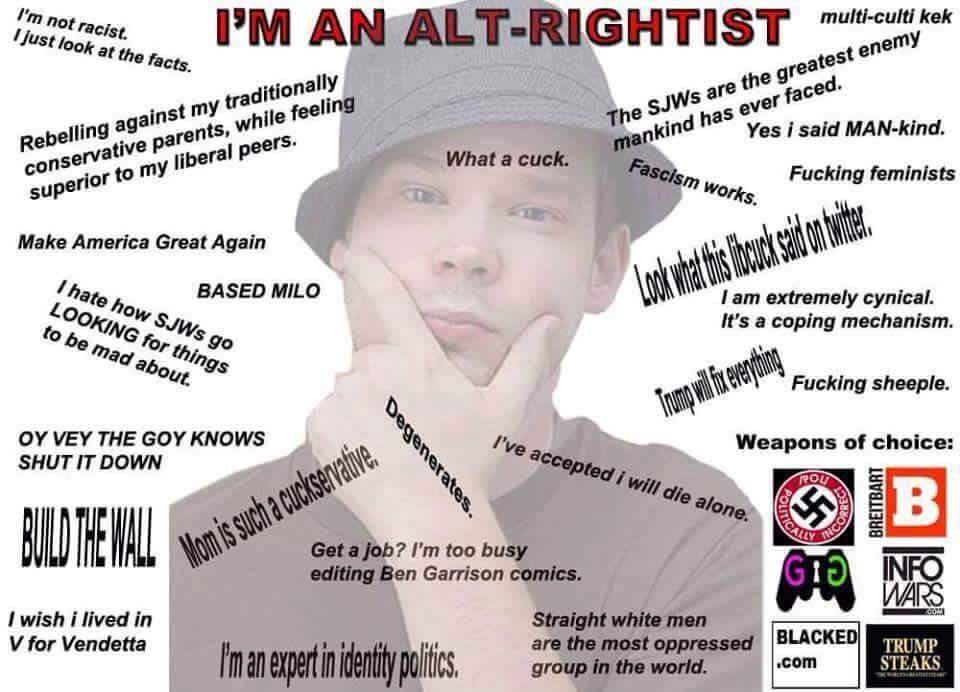 I'M AN ALT-RIGHTIST
I'm not racist.
I just look at the facts.
multi-culti kek
Rebelling against my traditionally
conservative parents, while feeling
superior to my liberal peers.
The SJWs are the greatest enemy
mankind has ever faced.
Yes i said MAN-kind.
What a cuck.
Fascism works.
Fucking feminists
Make America Great Again
Look what this libcuck said on twitter.
BASED MILO
I hate how SJWs go
LOOKING for things
to be mad about.
I am extremely cynical.
It's a coping mechanism.
Trump will fix everything
Fucking sheeple.
Degenerates.
OY VEY THE GOY KNOWS
SHUT IT DOWN
I've accepted i will die alone.
Weapons of choice:
Mom is such a cuckservative.
BUILD THE WALL
/POL/
POLITICALLY INCORRECT
BREITBART
B
Get a job? I'm too busy
editing Ben Garrison comics.
GG
INFO
WARS
.COM
I wish i lived in
V for Vendetta
I'm an expert in identity politics.
Straight white men
are the most oppressed
group in the world.
BLACKED
.com
TRUMP
STEAKS
"THE WORLD'S GREATEST STEAKS"